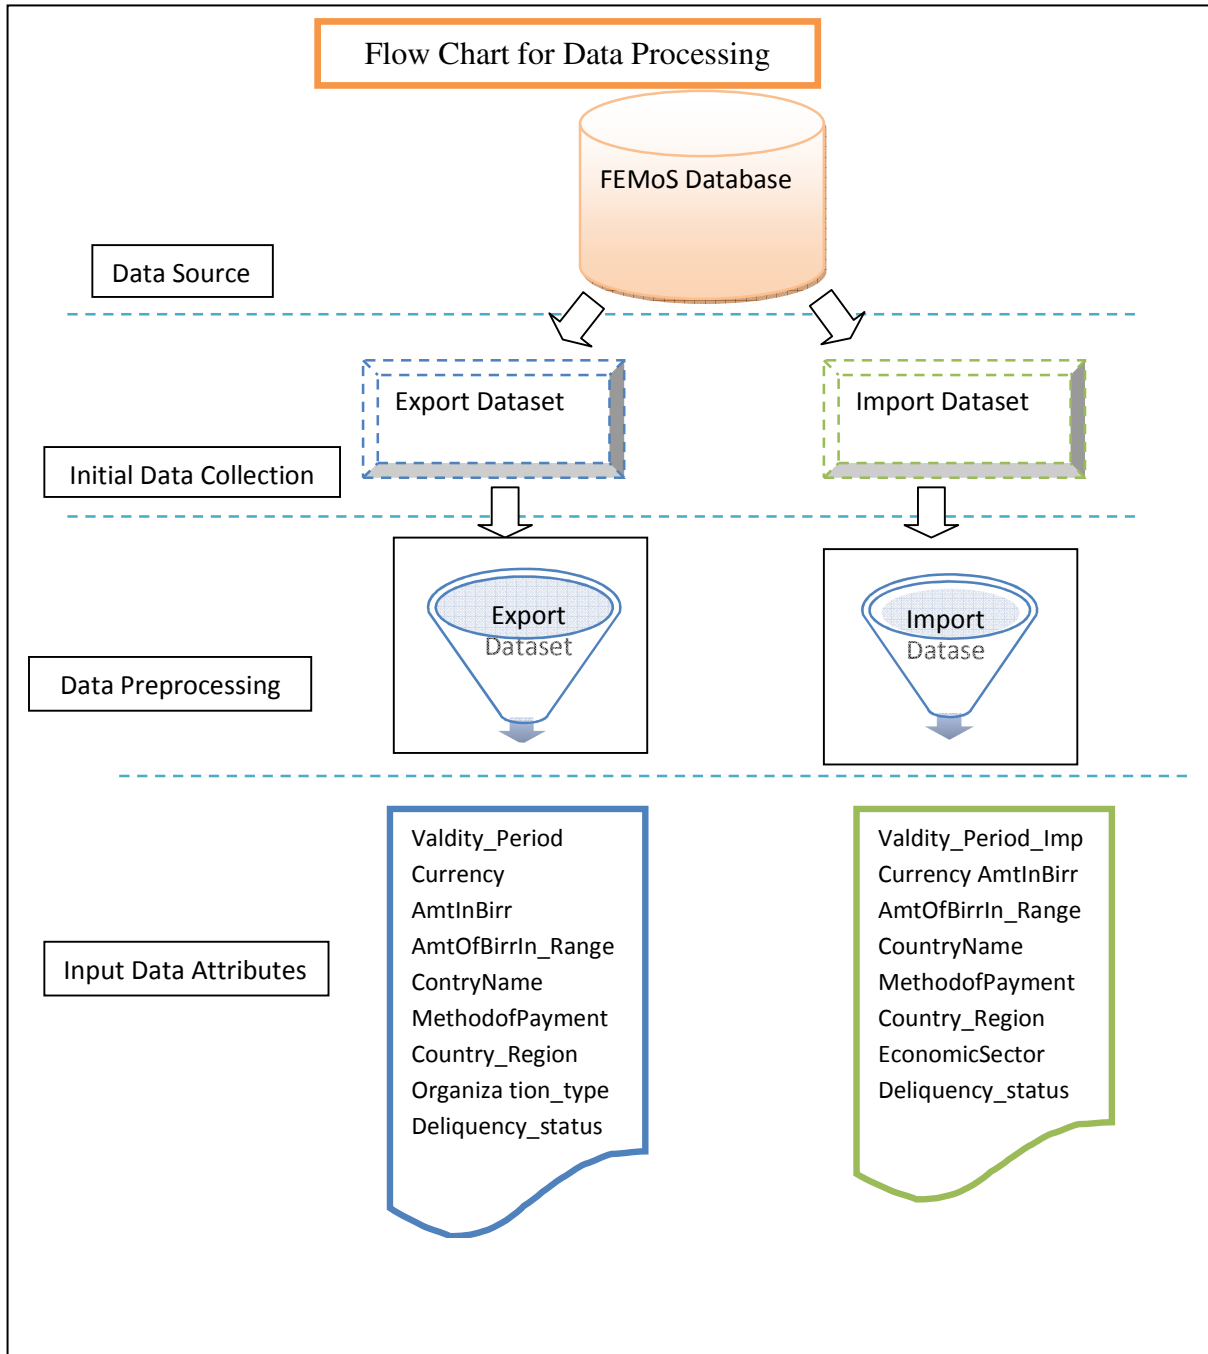 Flow Chart for Data Processing
FEMoS Database
Data Source
Export Dataset
Import Dataset
Initial Data Collection
Export
Dataset
Import
Datase
Data Preprocessing
Valdity_Period
Currency
AmtInBirr
AmtOfBirrIn_Range
ContryName
MethodofPayment
Country_Region
Organiza tion_type
Deliquency_status
Valdity_Period_Imp
Currency AmtInBirr
AmtOfBirrIn_Range
CountryName
MethodofPayment
Country_Region
EconomicSector
Deliquency_status
Input Data Attributes